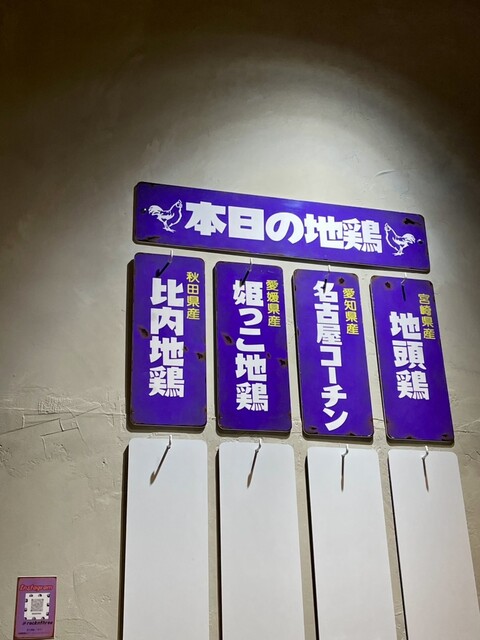 本日の地鶏
秋田県産
比内地鶏
愛媛県産
姫っこ地鶏
愛知県産
名古屋コーチン
宮崎県産
地頭鶏
Instagram